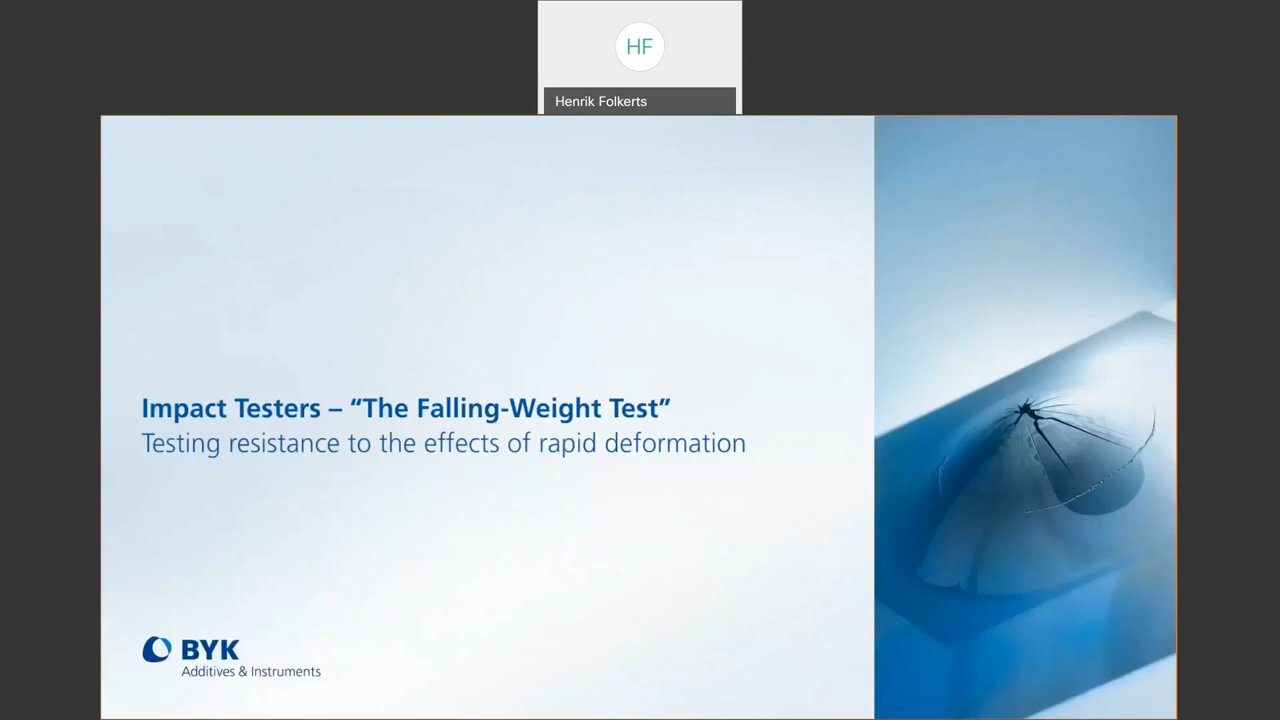 HF
Henrik Folkerts
Impact Testers – “The Falling-Weight Test”
Testing resistance to the effects of rapid deformation
BYK
Additives & Instruments